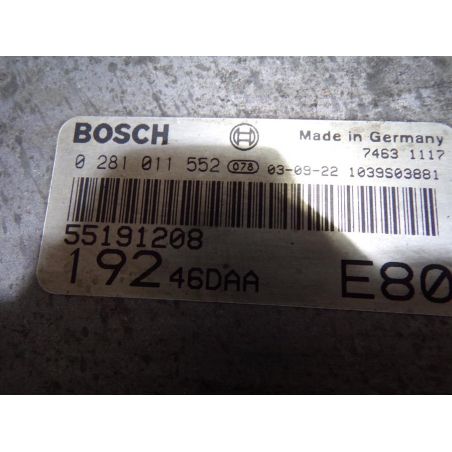 BOSCH Made in Germany
7463 1117
0 281 011 552 078 03-09-22 1039S03881
55191208
192 46DAA E80